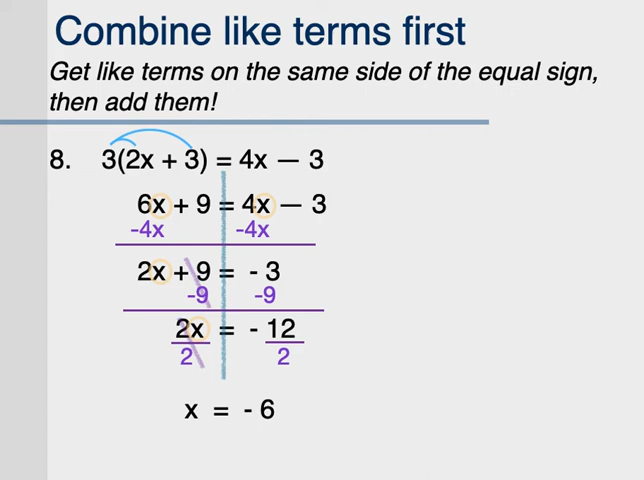 Combine like terms first
Get like terms on the same side of the equal sign,
then add them!
8. 3(2x + 3) = 4x — 3
6x + 9 = 4x — 3
-4x -4x
2x + 9 = - 3
-9 -9
2x = - 12
2 2
x = - 6